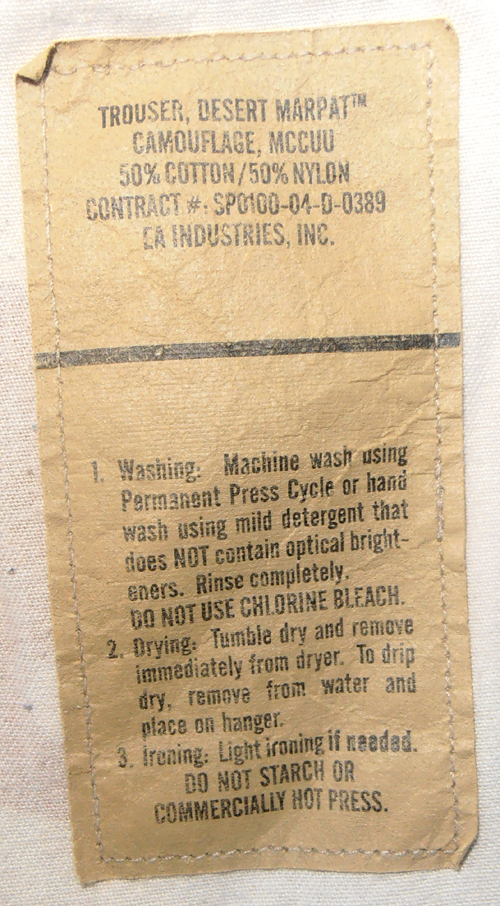 TROUSER, DESERT MARPAT™
CAMOUFLAGE, MCCUU
50% COTTON/50% NYLON
CONTRACT #: SP0100-04-D-0389
EA INDUSTRIES, INC.
1. Washing: Machine wash using
Permanent Press Cycle or hand
wash using mild detergent that
does NOT contain optical bright-
eners. Rinse completely.
DO NOT USE CHLORINE BLEACH.
2. Drying: Tumble dry and remove
immediately from dryer. To drip
dry, remove from water and
place on hanger.
3. Ironing: Light ironing if needed.
DO NOT STARCH OR
COMMERCIALLY HOT PRESS.